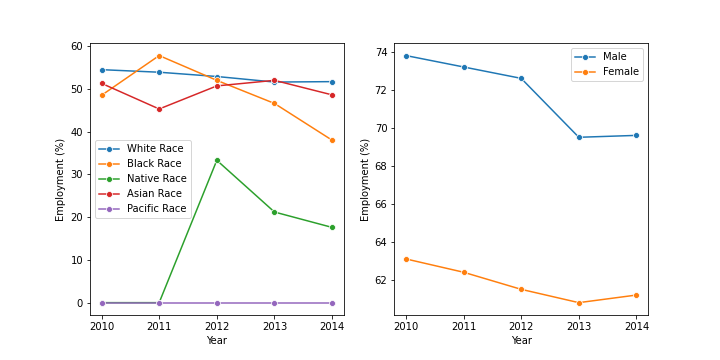 60
50
40
30
20
10
0
Employment (%)
White Race
Black Race
Native Race
Asian Race
Pacific Race
2010 2011 2012 2013 2014
Year
74
72
70
68
66
64
62
Employment (%)
Male
Female
2010 2011 2012 2013 2014
Year